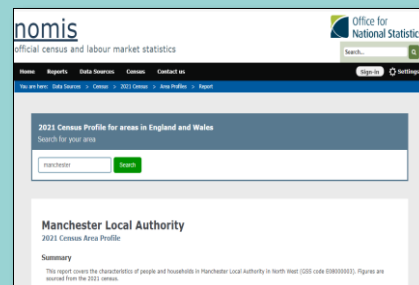 nomis
official census and labour market statistics
Office for
National Statistic
Search...
Home Reports Data Sources Census Contact us
Sign-in Settings
You are here: Data Sources > Census > 2021 Census > Area Profiles > Report
2021 Census Profile for areas in England and Wales
Search for your area
manchester Search
Manchester Local Authority
2021 Census Area Profile
Summary
This report covers the characteristics of people and households in Manchester Local Authority in North West (GSS code E08000003). Figures are
sourced from the 2021 census.